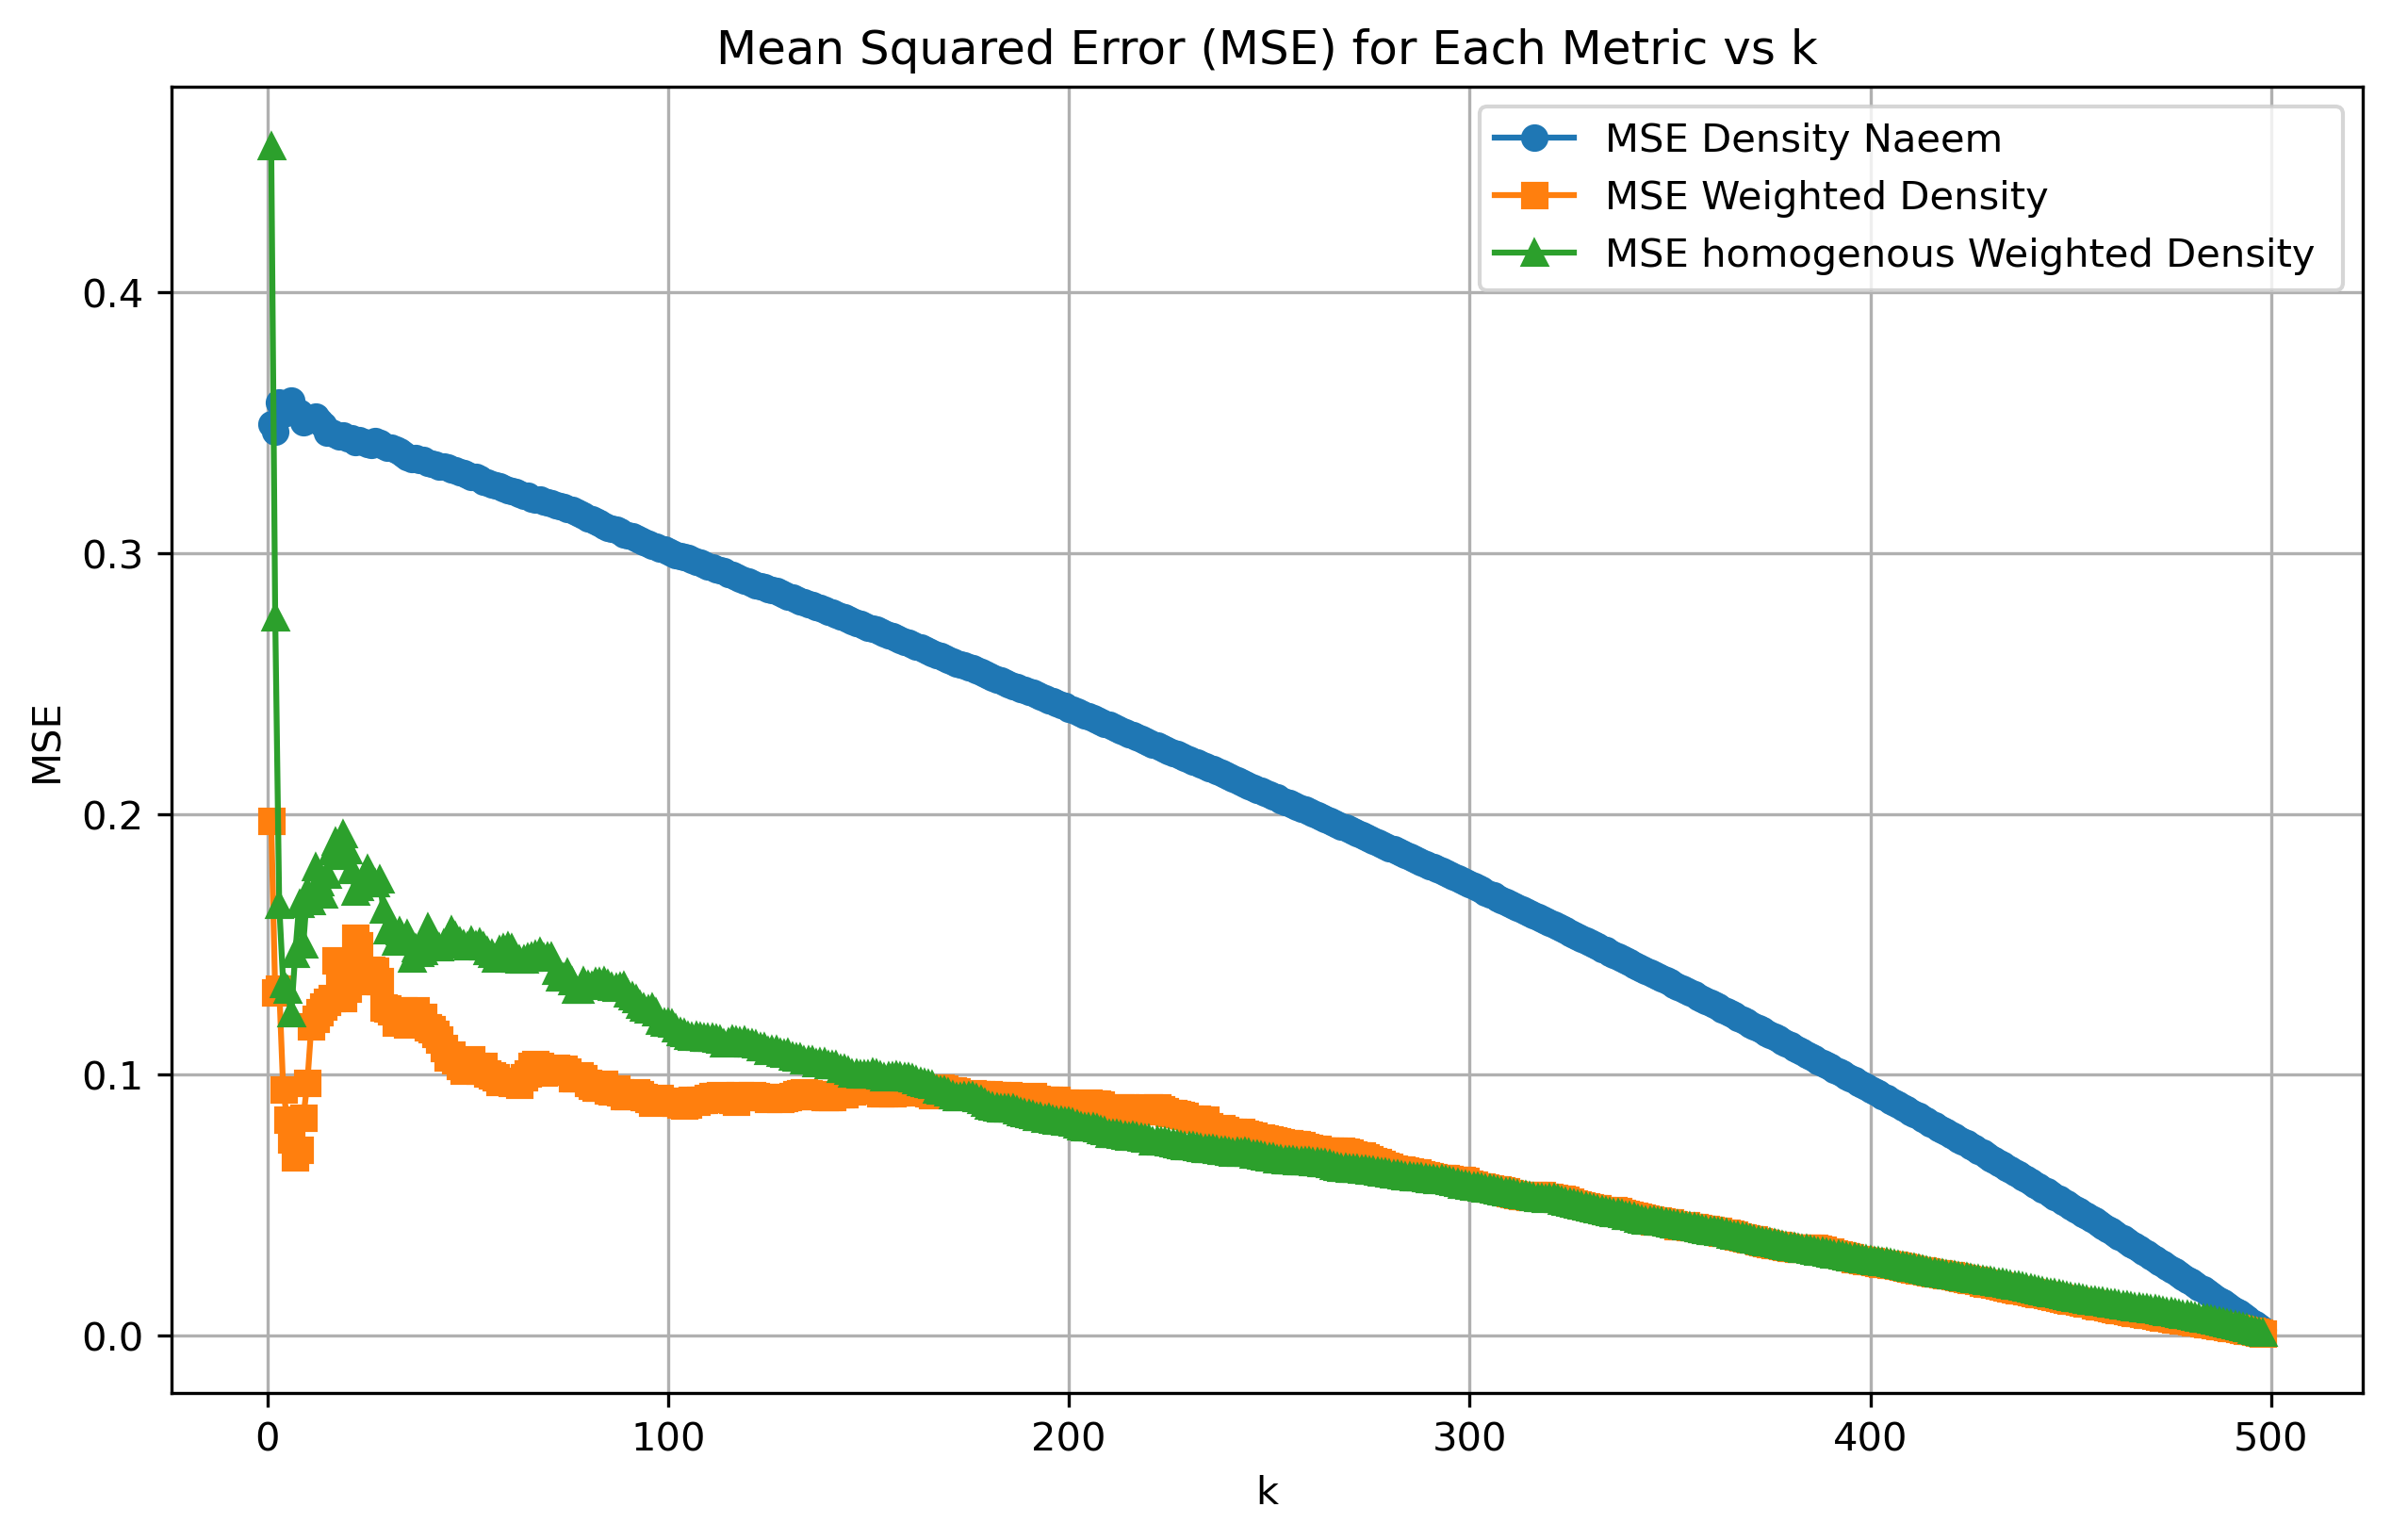 Mean Squared Error (MSE) for Each Metric vs k
MSE Density Naeem
MSE Weighted Density
MSE homogenous Weighted Density
MSE
0.4
0.3
0.2
0.1
0.0
0 100 200 300 400 500
k